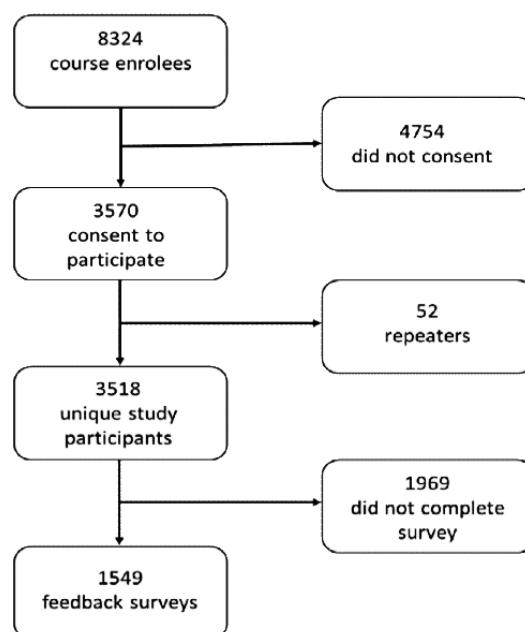 8324
course enrolees
4754
did not consent
3570
consent to
participate
52
repeaters
3518
unique study
participants
1969
did not complete
survey
1549
feedback surveys